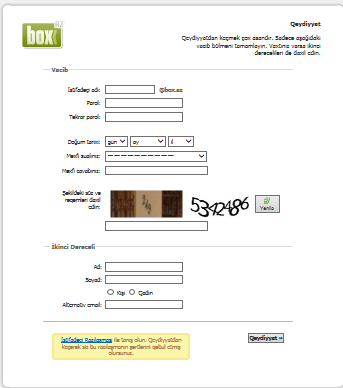 box.az
Qeydiyyat
Qeydiyyatdan keçmək çox asandır. Sadəcə aşağıdakı
vacib bölməni tamamlayın. Vaxtınız varsa ikinci
dərəcəliləri də daxil edin.
Vacib
İstifadəçi adı: @box.az
Parol:
Təkrar parol:
Doğum tarixi: gün ay il
Məxfi sualınız: ----------
Məxfi cavabınız:
Şəkildəki söz və
rəqəmləri daxil
edin:
5342486
Yenilə
İkinci Dərəcəli
Ad:
Soyad:
Kişi Qadın
Alternativ email:
İstifadəçi Razılaşması ilə tanış olun. Qeydiyyatdan
keçərək siz bu razılaşmanın şərtlərini qəbul etmiş
olursunuz.
Qeydiyyat »